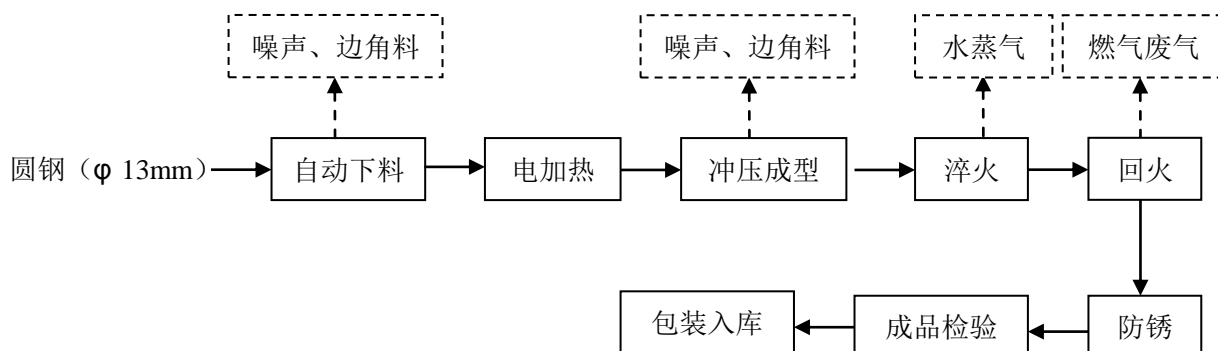 噪声、边角料
噪声、边角料
水蒸气
燃气废气
圆钢（φ 13mm）
自动下料
电加热
冲压成型
淬火
回火
包装入库
成品检验
防锈